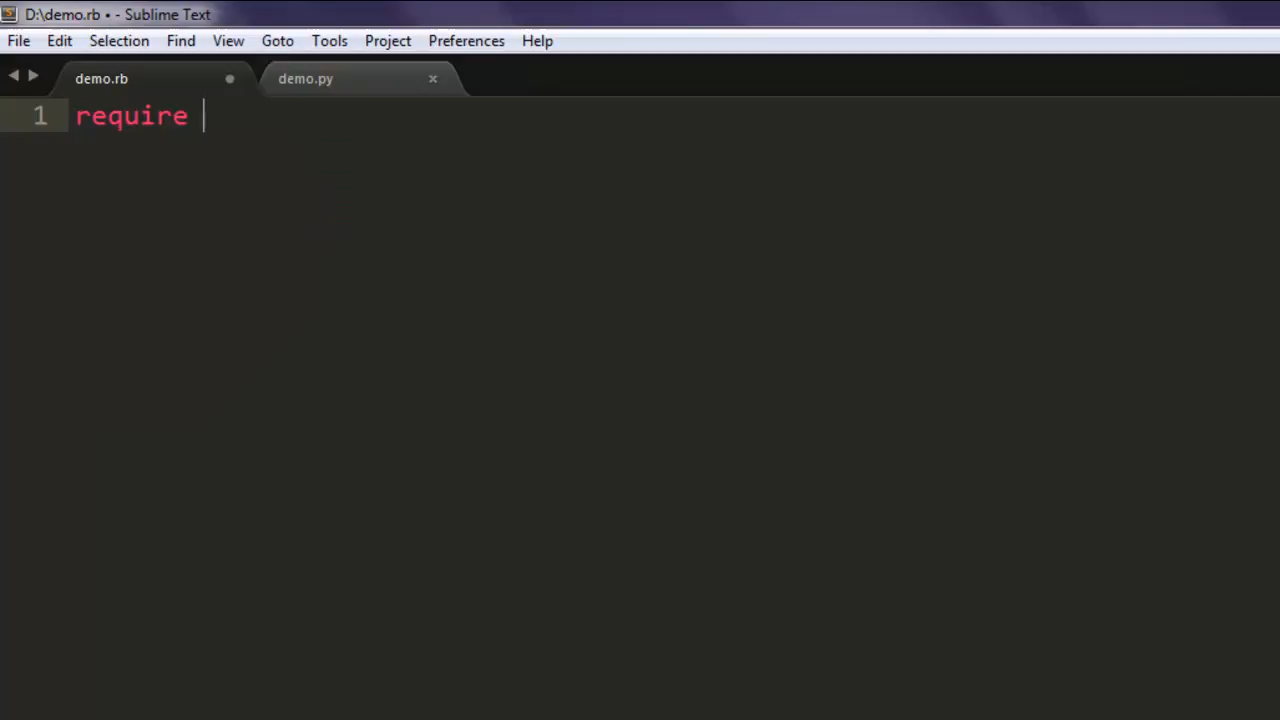 D:\demo.rb • - Sublime Text
File Edit Selection Find View Goto Tools Project Preferences Help
demo.rb demo.py
1 require